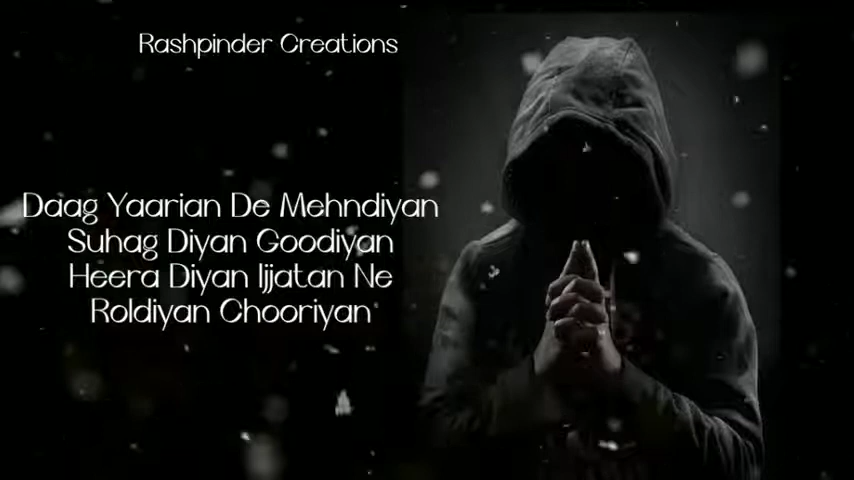 Rashpinder Creations
Daag Yaarian De Mehndiyan
Suhag Diyan Goodiyan
Heera Diyan Ijjatan Ne
Roldiyan Chooriyan